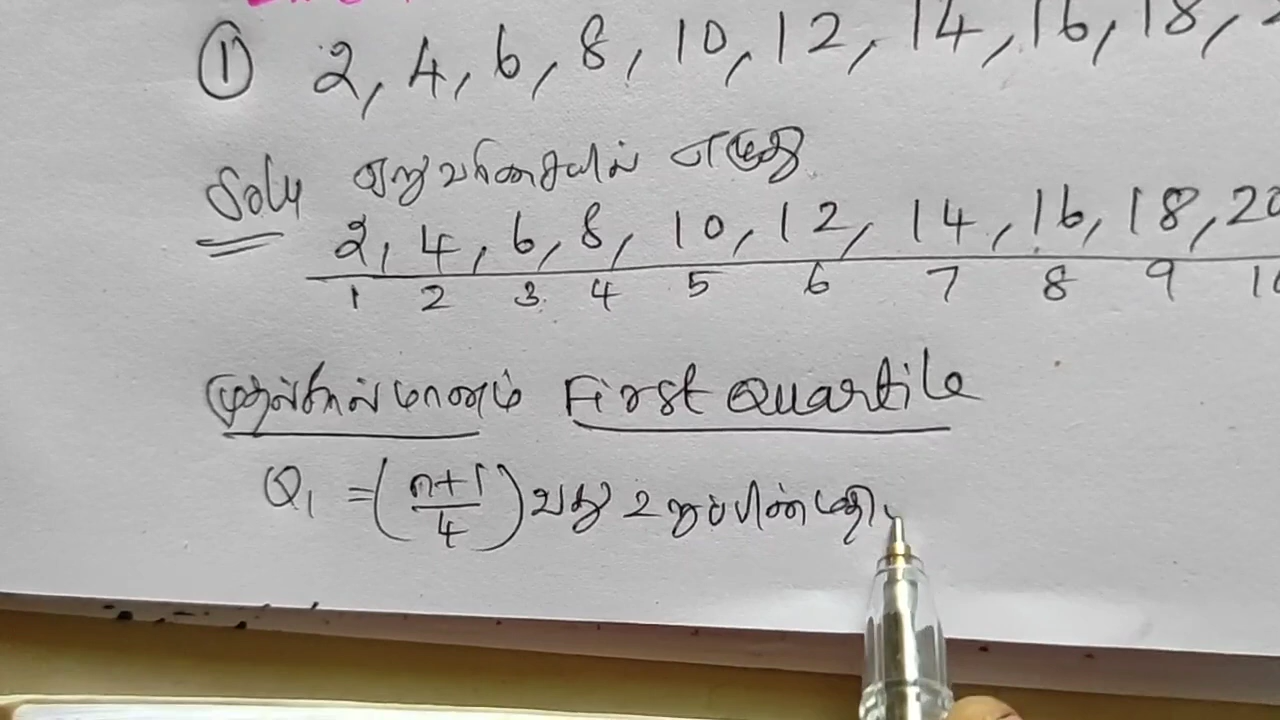 ① 2, 4, 6, 8, 10, 12, 14, 16, 18,
Soln ஏறுவரிசையில் எழுது
2, 4, 6, 8, 10, 12, 14, 16, 18, 20
1 2 3 4 5 6 7 8 9 10
முதல்கால்மானம் First Quartile
Q₁ = (n+1/4) வது உறுப்பின் மதி